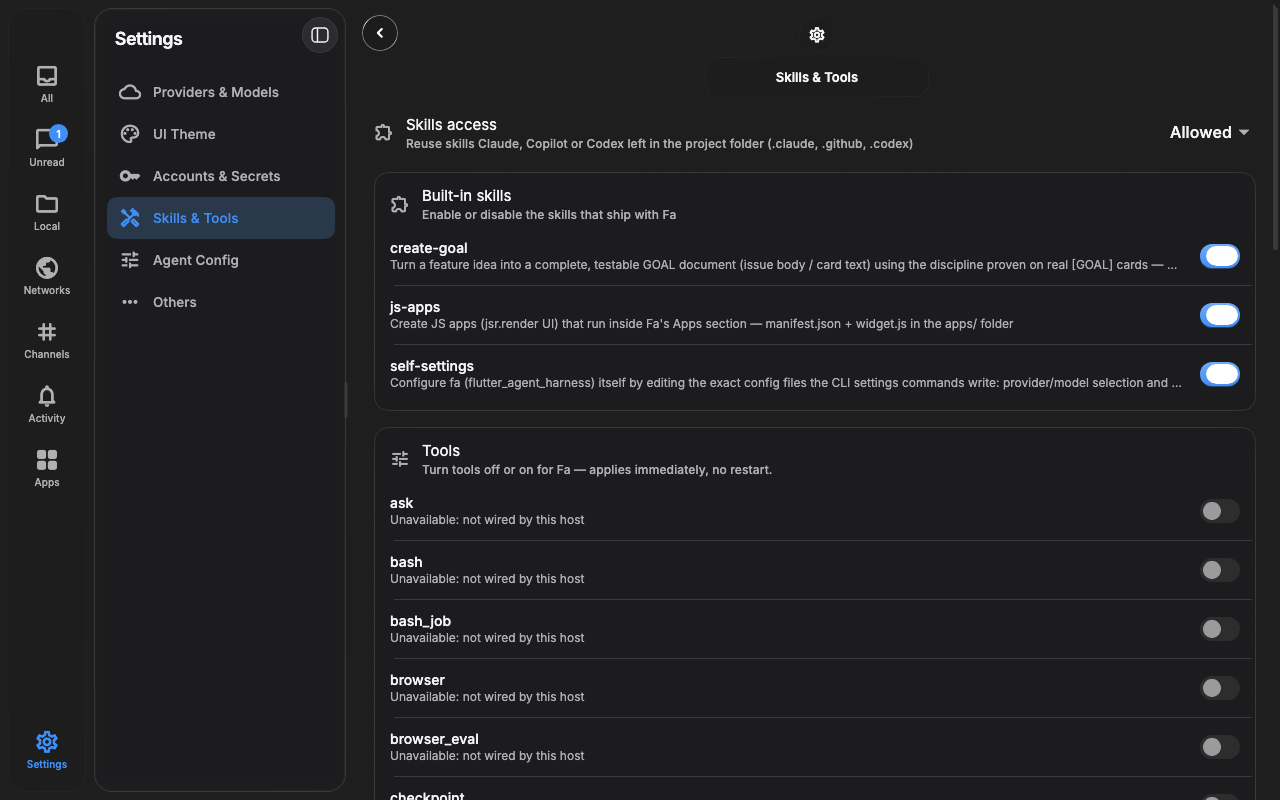 Settings
All
1
Unread
Local
Networks
Channels
Activity
Apps
Settings
Providers & Models
UI Theme
Accounts & Secrets
Skills & Tools
Agent Config
Others
Skills & Tools
Skills access
Reuse skills Claude, Copilot or Codex left in the project folder (.claude, .github, .codex)
Allowed
Built-in skills
Enable or disable the skills that ship with Fa
create-goal
Turn a feature idea into a complete, testable GOAL document (issue body / card text) using the discipline proven on real [GOAL] cards — ...
js-apps
Create JS apps (jsr.render UI) that run inside Fa's Apps section — manifest.json + widget.js in the apps/ folder
self-settings
Configure fa (flutter_agent_harness) itself by editing the exact config files the CLI settings commands write: provider/model selection and ...
Tools
Turn tools off or on for Fa — applies immediately, no restart.
ask
Unavailable: not wired by this host
bash
Unavailable: not wired by this host
bash_job
Unavailable: not wired by this host
browser
Unavailable: not wired by this host
browser_eval
Unavailable: not wired by this host
checkpoint